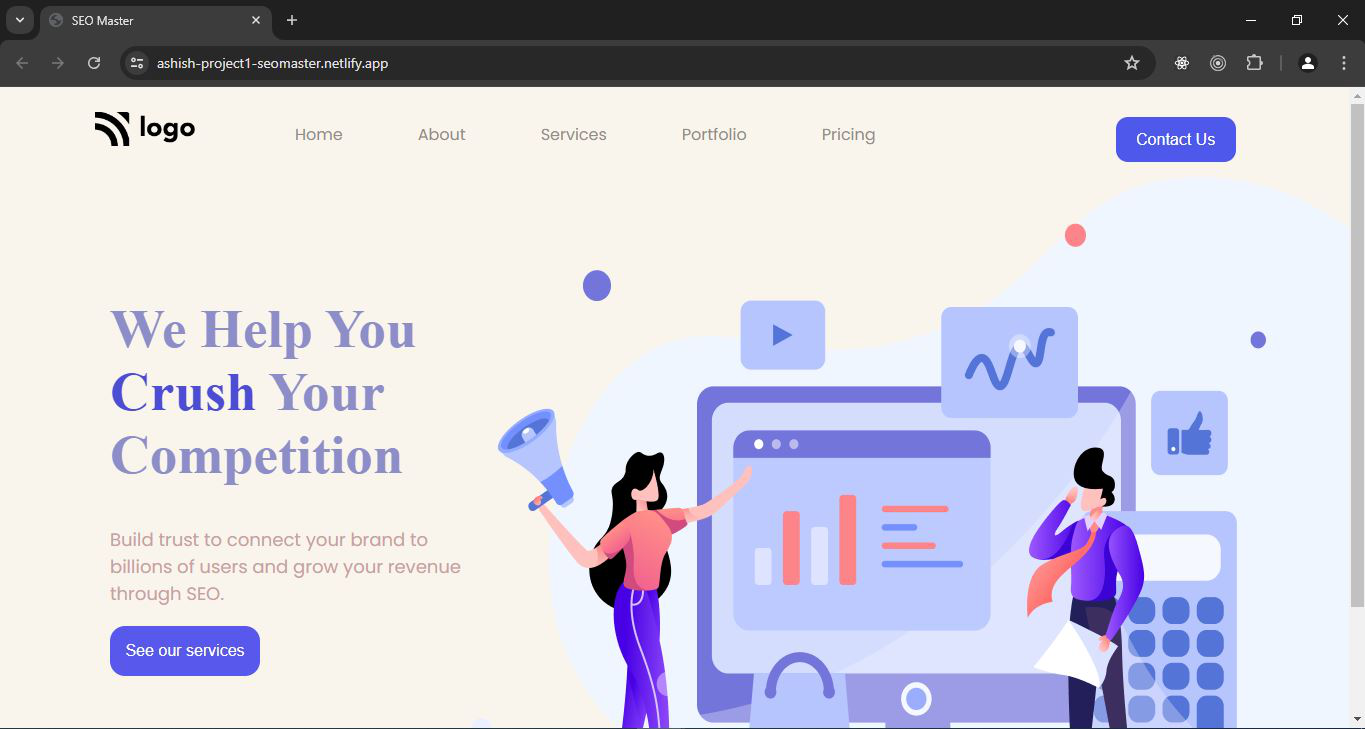 SEO Master
ashish-project1-seomaster.netlify.app
logo
Home
About
Services
Portfolio
Pricing
Contact Us
We Help You
Crush Your
Competition
Build trust to connect your brand to
billions of users and grow your revenue
through SEO.
See our services